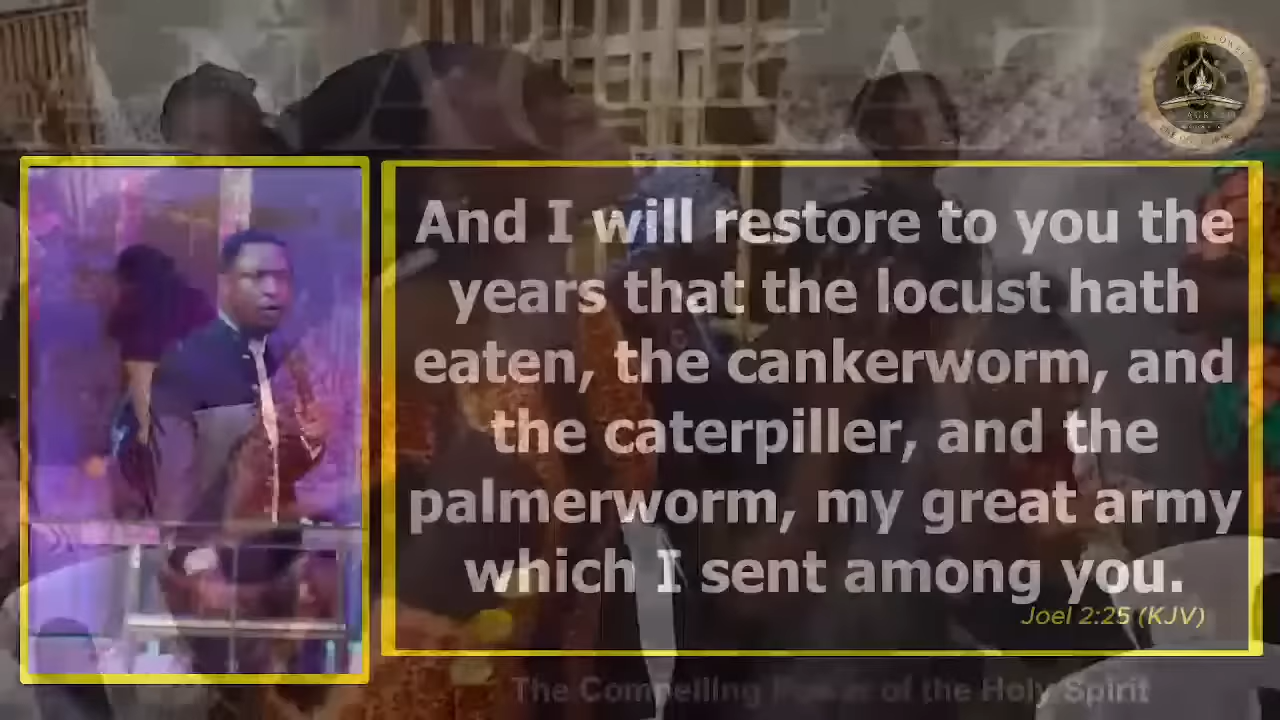 And I will restore to you the
years that the locust hath
eaten, the cankerworm, and
the caterpiller, and the
palmerworm, my great army
which I sent among you.
Joel 2:25 (KJV)
The Compelling Power of the Holy Spirit